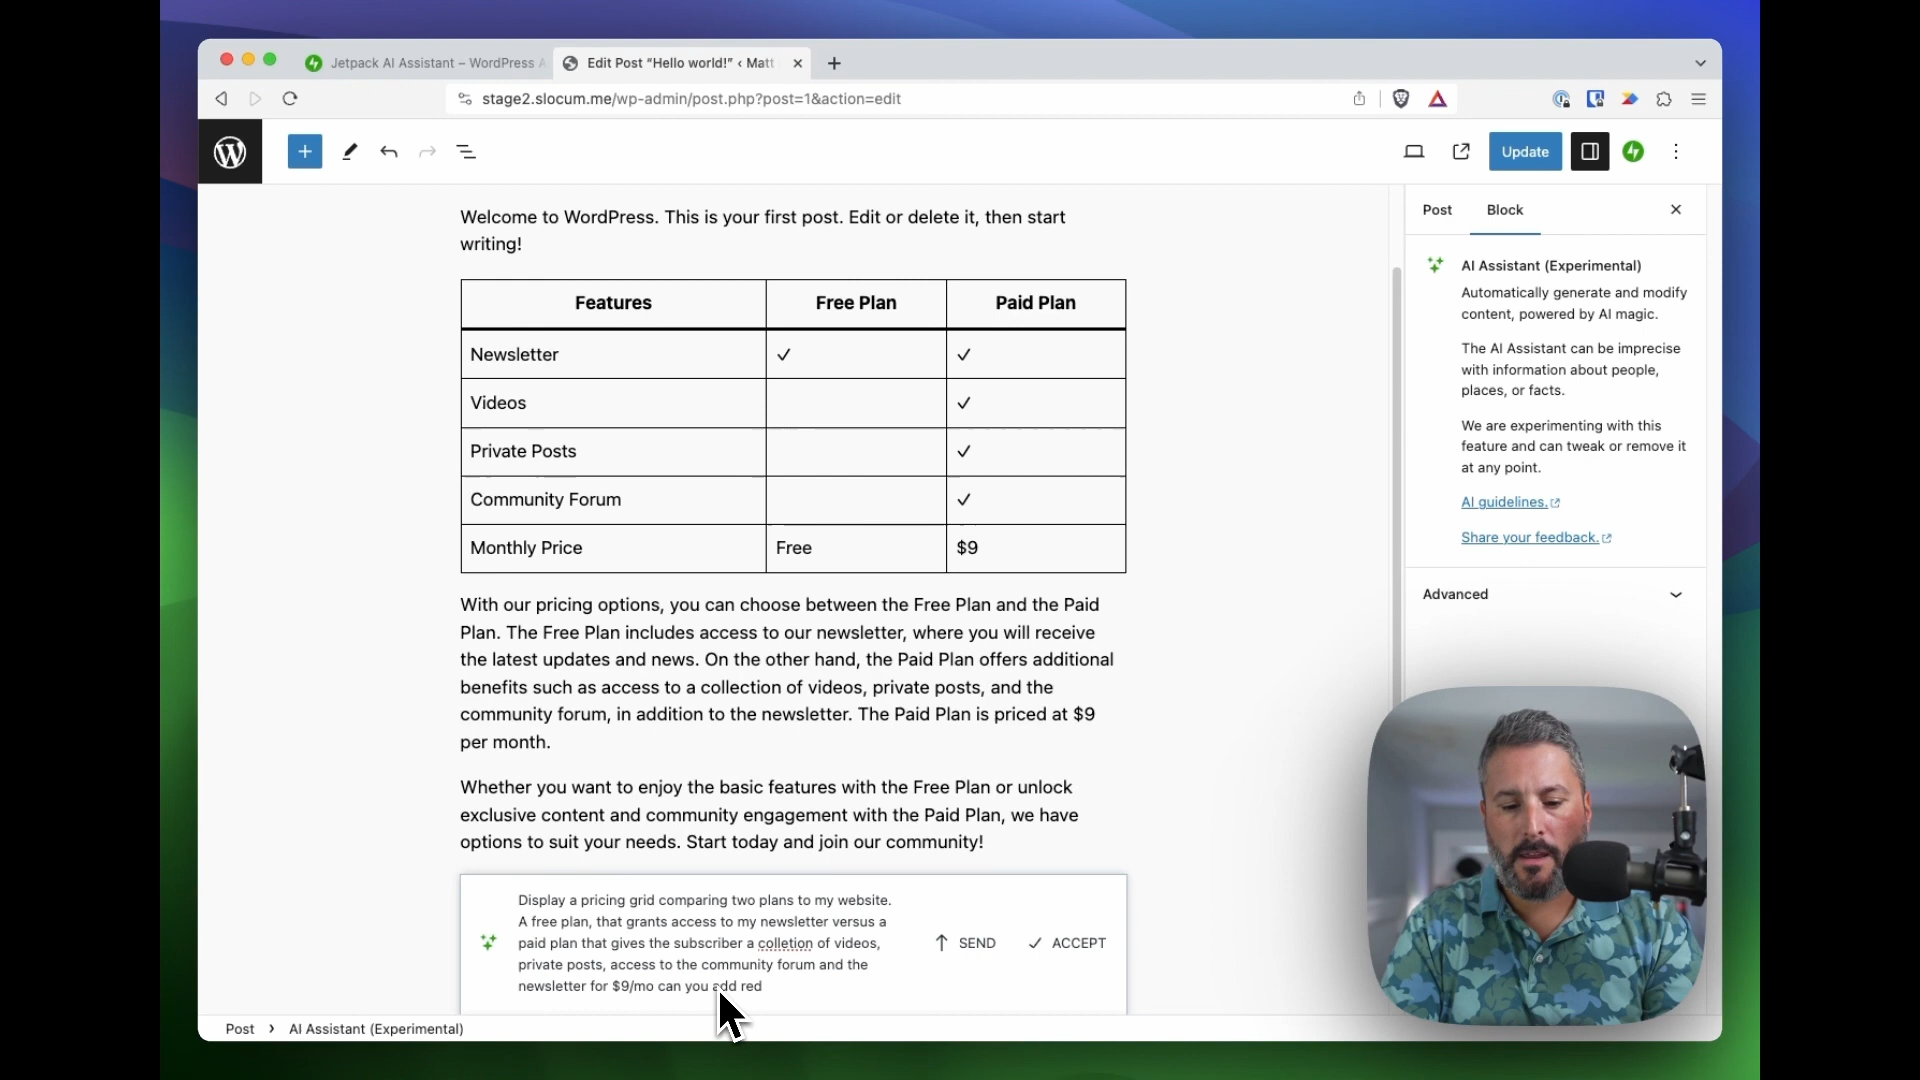 Jetpack AI Assistant – WordPress A
Edit Post “Hello world!” ‹ Matt
stage2.slocum.me/wp-admin/post.php?post=1&action=edit
Update
Post
Block
Welcome to WordPress. This is your first post. Edit or delete it, then start
writing!
Features Free Plan Paid Plan
Newsletter ✓ ✓
Videos ✓
Private Posts ✓
Community Forum ✓
Monthly Price Free $9
With our pricing options, you can choose between the Free Plan and the Paid
Plan. The Free Plan includes access to our newsletter, where you will receive
the latest updates and news. On the other hand, the Paid Plan offers additional
benefits such as access to a collection of videos, private posts, and the
community forum, in addition to the newsletter. The Paid Plan is priced at $9
per month.
Whether you want to enjoy the basic features with the Free Plan or unlock
exclusive content and community engagement with the Paid Plan, we have
options to suit your needs. Start today and join our community!
Display a pricing grid comparing two plans to my website.
A free plan, that grants access to my newsletter versus a
paid plan that gives the subscriber a colletion of videos,
private posts, access to the community forum and the
newsletter for $9/mo can you add red
SEND
ACCEPT
AI Assistant (Experimental)
Automatically generate and modify
content, powered by AI magic.
The AI Assistant can be imprecise
with information about people,
places, or facts.
We are experimenting with this
feature and can tweak or remove it
at any point.
AI guidelines.
Share your feedback.
Advanced
Post › AI Assistant (Experimental)